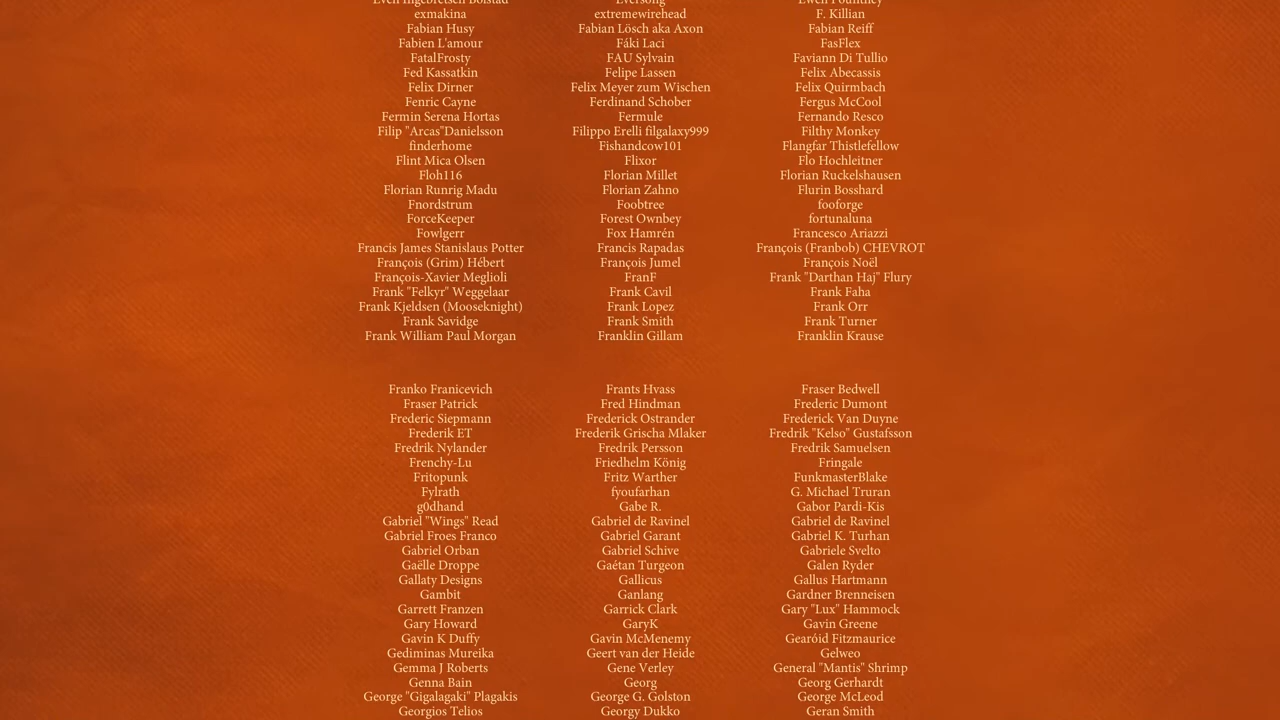 Even Ingebretsen Bolstad Eversong Ewen Pountney
exmakina extremewirehead F. Killian
Fabian Husy Fabian Lösch aka Axon Fabian Reiff
Fabien L'amour Fáki Laci FasFlex
FatalFrosty FAU Sylvain Faviann Di Tullio
Fed Kassatkin Felipe Lassen Felix Abecassis
Felix Dirner Felix Meyer zum Wischen Felix Quirmbach
Fenric Cayne Ferdinand Schober Fergus McCool
Fermin Serena Hortas Fermule Fernando Resco
Filip "Arcas"Danielsson Filippo Erelli filgalaxy999 Filthy Monkey
finderhome Fishandcow101 Flangfar Thistlefellow
Flint Mica Olsen Flixor Flo Hochleitner
Floh116 Florian Millet Florian Ruckelshausen
Florian Runrig Madu Florian Zahno Flurin Bosshard
Fnordstrum Foobtree fooforge
ForceKeeper Forest Ownbey fortunaluna
Fowlgerr Fox Hamrén Francesco Ariazzi
Francis James Stanislaus Potter Francis Rapadas François (Franbob) CHEVROT
François (Grim) Hébert François Jumel François Noël
François-Xavier Meglioli FranF Frank "Darthan Haj" Flury
Frank "Felkyr" Weggelaar Frank Cavil Frank Faha
Frank Kjeldsen (Mooseknight) Frank Lopez Frank Orr
Frank Savidge Frank Smith Frank Turner
Frank William Paul Morgan Franklin Gillam Franklin Krause
Franko Franicevich Frants Hvass Fraser Bedwell
Fraser Patrick Fred Hindman Frederic Dumont
Frederic Siepmann Frederick Ostrander Frederick Van Duyne
Frederik ET Frederik Grischa Mlaker Fredrik "Kelso" Gustafsson
Fredrik Nylander Fredrik Persson Fredrik Samuelsen
Frenchy-Lu Friedhelm König Fringale
Fritopunk Fritz Warther FunkmasterBlake
Fylrath fyoufarhan G. Michael Truran
g0dhand Gabe R. Gabor Pardi-Kis
Gabriel "Wings" Read Gabriel de Ravinel Gabriel de Ravinel
Gabriel Froes Franco Gabriel Garant Gabriel K. Turhan
Gabriel Orban Gabriel Schive Gabriele Svelto
Gaëlle Droppe Gaétan Turgeon Galen Ryder
Gallaty Designs Gallicus Gallus Hartmann
Gambit Ganlang Gardner Brenneisen
Garrett Franzen Garrick Clark Gary "Lux" Hammock
Gary Howard GaryK Gavin Greene
Gavin K Duffy Gavin McMenemy Gearóid Fitzmaurice
Gediminas Mureika Geert van der Heide Gelweo
Gemma J Roberts Gene Verley General "Mantis" Shrimp
Genna Bain Georg Georg Gerhardt
George "Gigalagaki" Plagakis George G. Golston George McLeod
Georgios Telios Georgy Dukko Geran Smith